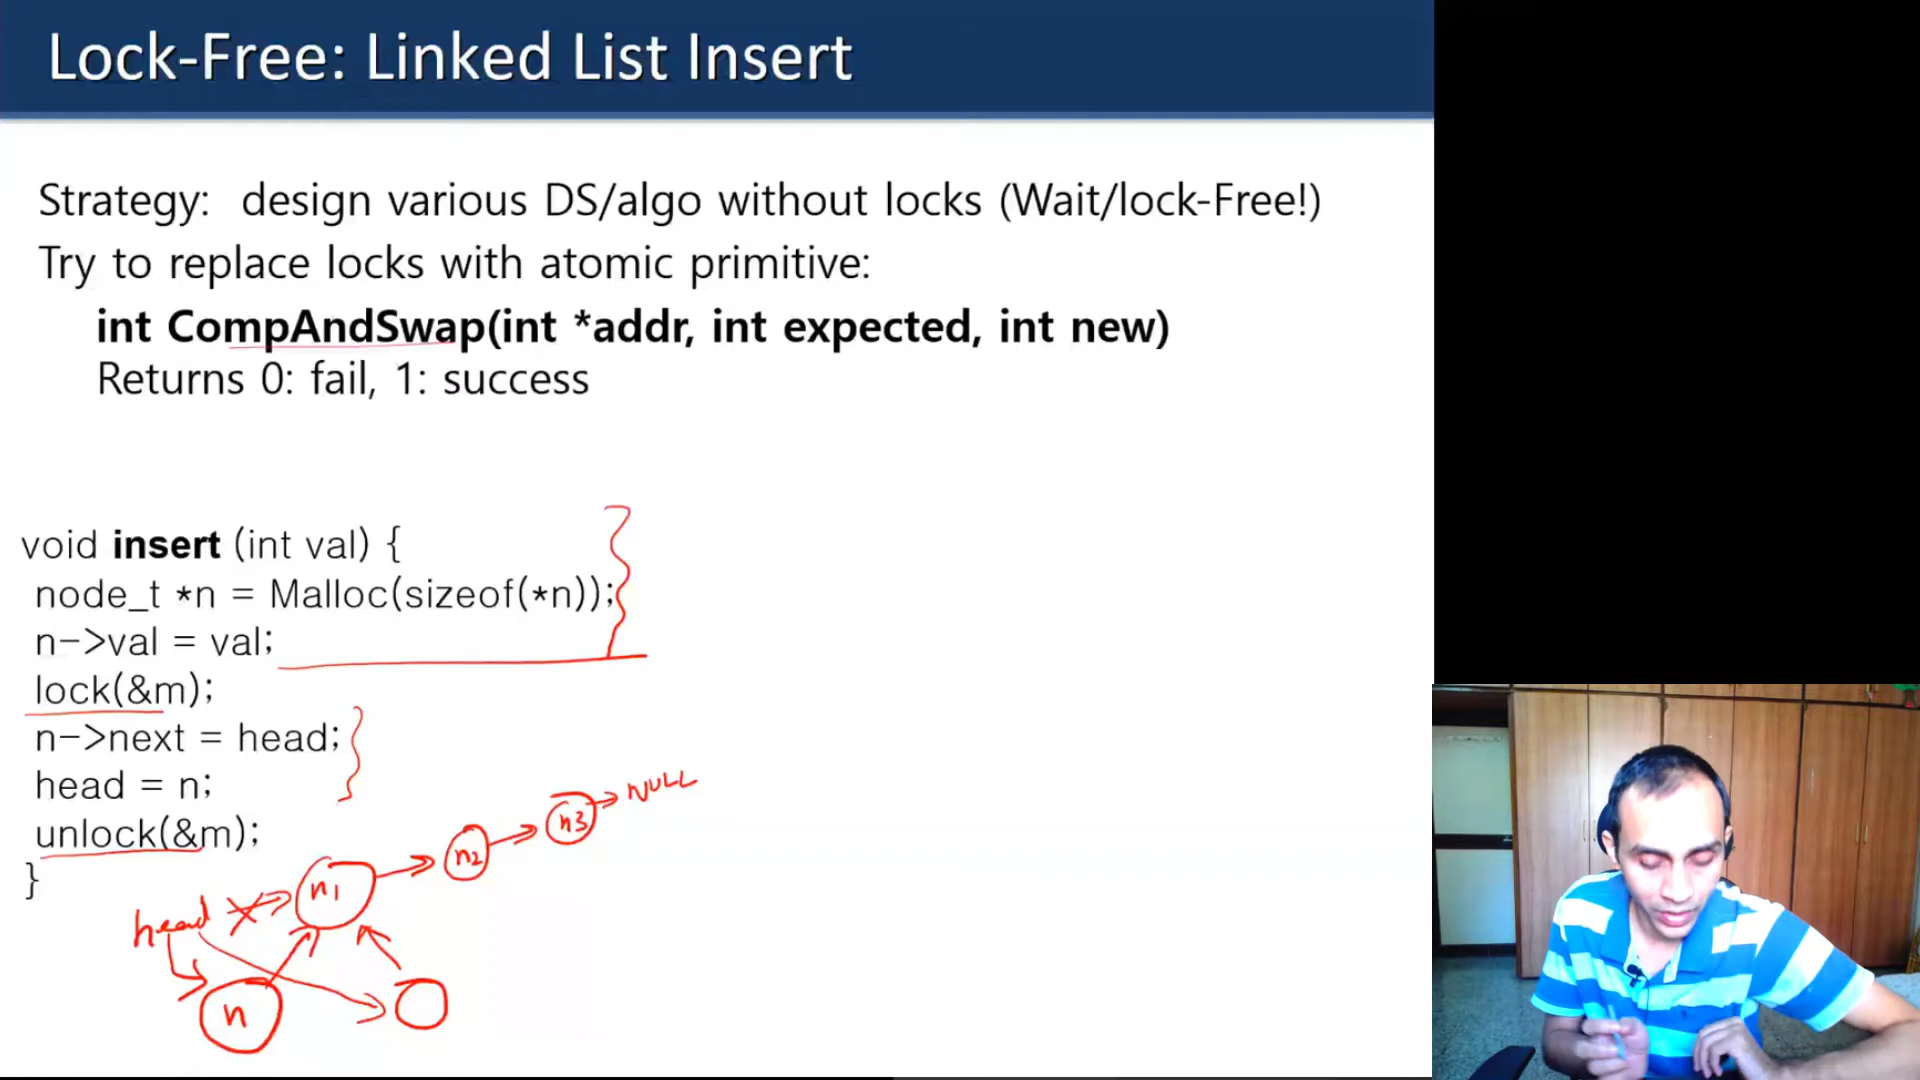 Lock-Free: Linked List Insert
Strategy: design various DS/algo without locks (Wait/lock-Free!)
Try to replace locks with atomic primitive:
int CompAndSwap(int *addr, int expected, int new)
Returns 0: fail, 1: success
void insert (int val) {
node_t *n = Malloc(sizeof(*n));
n->val = val;
lock(&m);
n->next = head;
head = n;
unlock(&m);
}
head n1 n2 n3 NULL
n